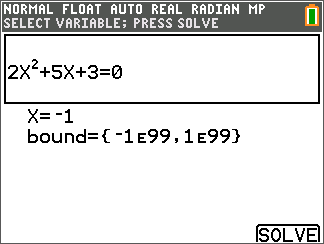 NORMAL FLOAT AUTO REAL RADIAN MP
SELECT VARIABLE; PRESS SOLVE
2X²+5X+3=0
X=⁻1
bound={⁻1ᴇ99,1ᴇ99}
SOLVE